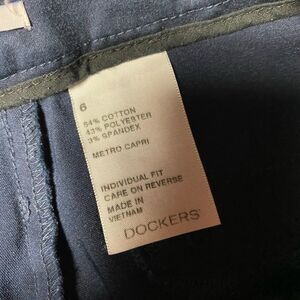 6
54% COTTON
43% POLYESTER
3% SPANDEX
METRO CAPRI
INDIVIDUAL FIT
CARE ON REVERSE
MADE IN
VIETNAM
DOCKERS®